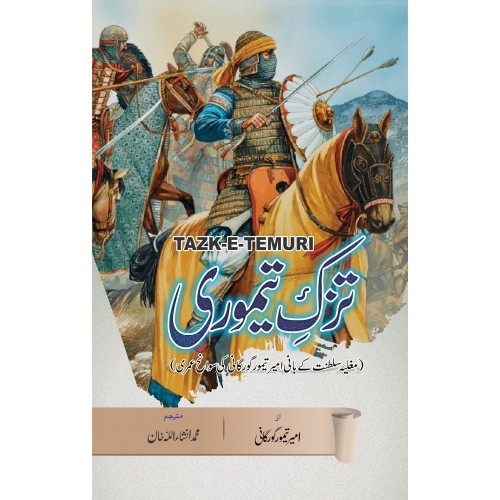 TAZK-E-TEMURI
تزکِ تیموری
(مغلیہ سلطنت کے بانی امیر تیمور گورگانی کی سوانح عمری)
از
امیر تیمور گورگانی
مترجم
محمد انشاء اللہ خان